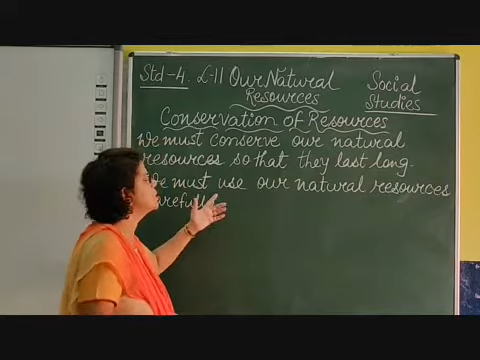 Std-4. L-11 Our Natural Resources
Social Studies
Conservation of Resources
We must conserve our natural
resources so that they last long.
We must use our natural resources
carefully